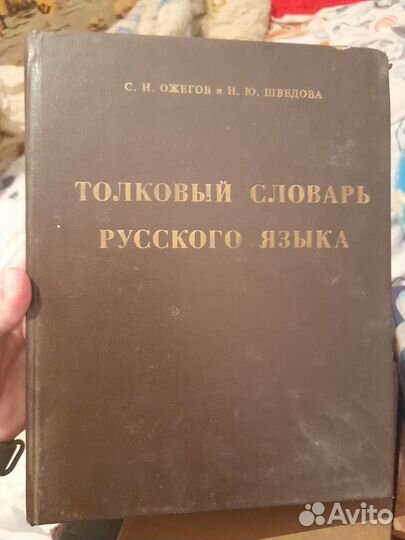 С. И. ОЖЕГОВ и Н. Ю. ШВЕДОВА
ТОЛКОВЫЙ СЛОВАРЬ
РУССКОГО ЯЗЫКА
Avito